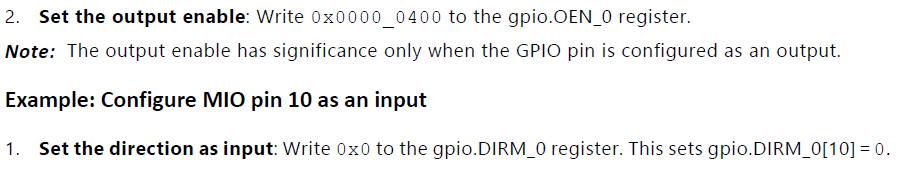 2. Set the output enable: Write 0x0000_0400 to the gpio.OEN_0 register.
Note: The output enable has significance only when the GPIO pin is configured as an output.
Example: Configure MIO pin 10 as an input
1. Set the direction as input: Write 0x0 to the gpio.DIRM_0 register. This sets gpio.DIRM_0[10] = 0.